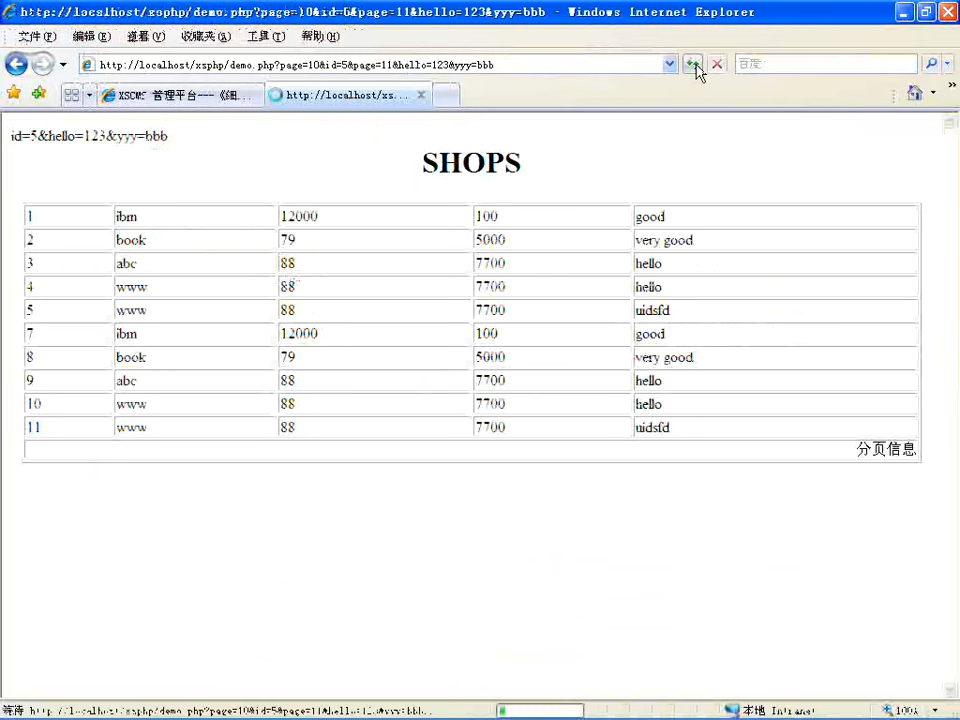 http://localhost/xsphp/demo.php?page=10&id=5&page=11&hello=123&yyy=bbb - Windows Internet Explorer
文件(F) 编辑(E) 查看(V) 收藏夹(A) 工具(T) 帮助(H)
http://localhost/xsphp/demo.php?page=10&id=5&page=11&hello=123&yyy=bbb 百度
XSCMS 管理平台---《细... http://localhost/xs...
id=5&hello=123&yyy=bbb
SHOPS
1 ibm 12000 100 good
2 book 79 5000 very good
3 abc 88 7700 hello
4 www 88 7700 hello
5 www 88 7700 uidsfd
7 ibm 12000 100 good
8 book 79 5000 very good
9 abc 88 7700 hello
10 www 88 7700 hello
11 www 88 7700 uidsfd
分页信息
等待 http://localhost/xsphp/demo.php?page=10&id=5&page=11&hello=123&yyy=bbb... 本地 Intranet 100%